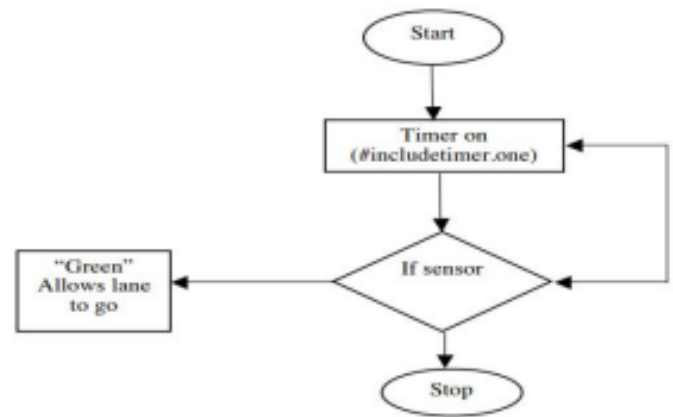 Start
Timer on
(#includetimer.one)
If sensor
“Green”
Allows lane
to go
Stop